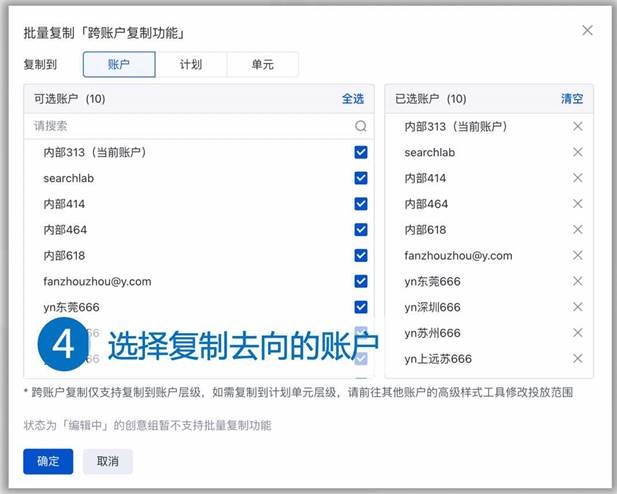 批量复制「跨账户复制功能」
复制到 账户 计划 单元
可选账户 (10) 全选
请搜索
内部313（当前账户）
searchlab
内部414
内部464
内部618
fanzhouzhou@y.com
yn东莞666
66
66
已选账户 (10) 清空
内部313（当前账户）
searchlab
内部414
内部464
内部618
fanzhouzhou@y.com
yn东莞666
yn深圳666
yn苏州666
yn上远苏666
4 选择复制去向的账户
* 跨账户复制仅支持复制到账户层级，如需复制到计划单元层级，请前往其他账户的高级样式工具修改投放范围
状态为「编辑中」的创意组暂不支持批量复制功能
确定 取消